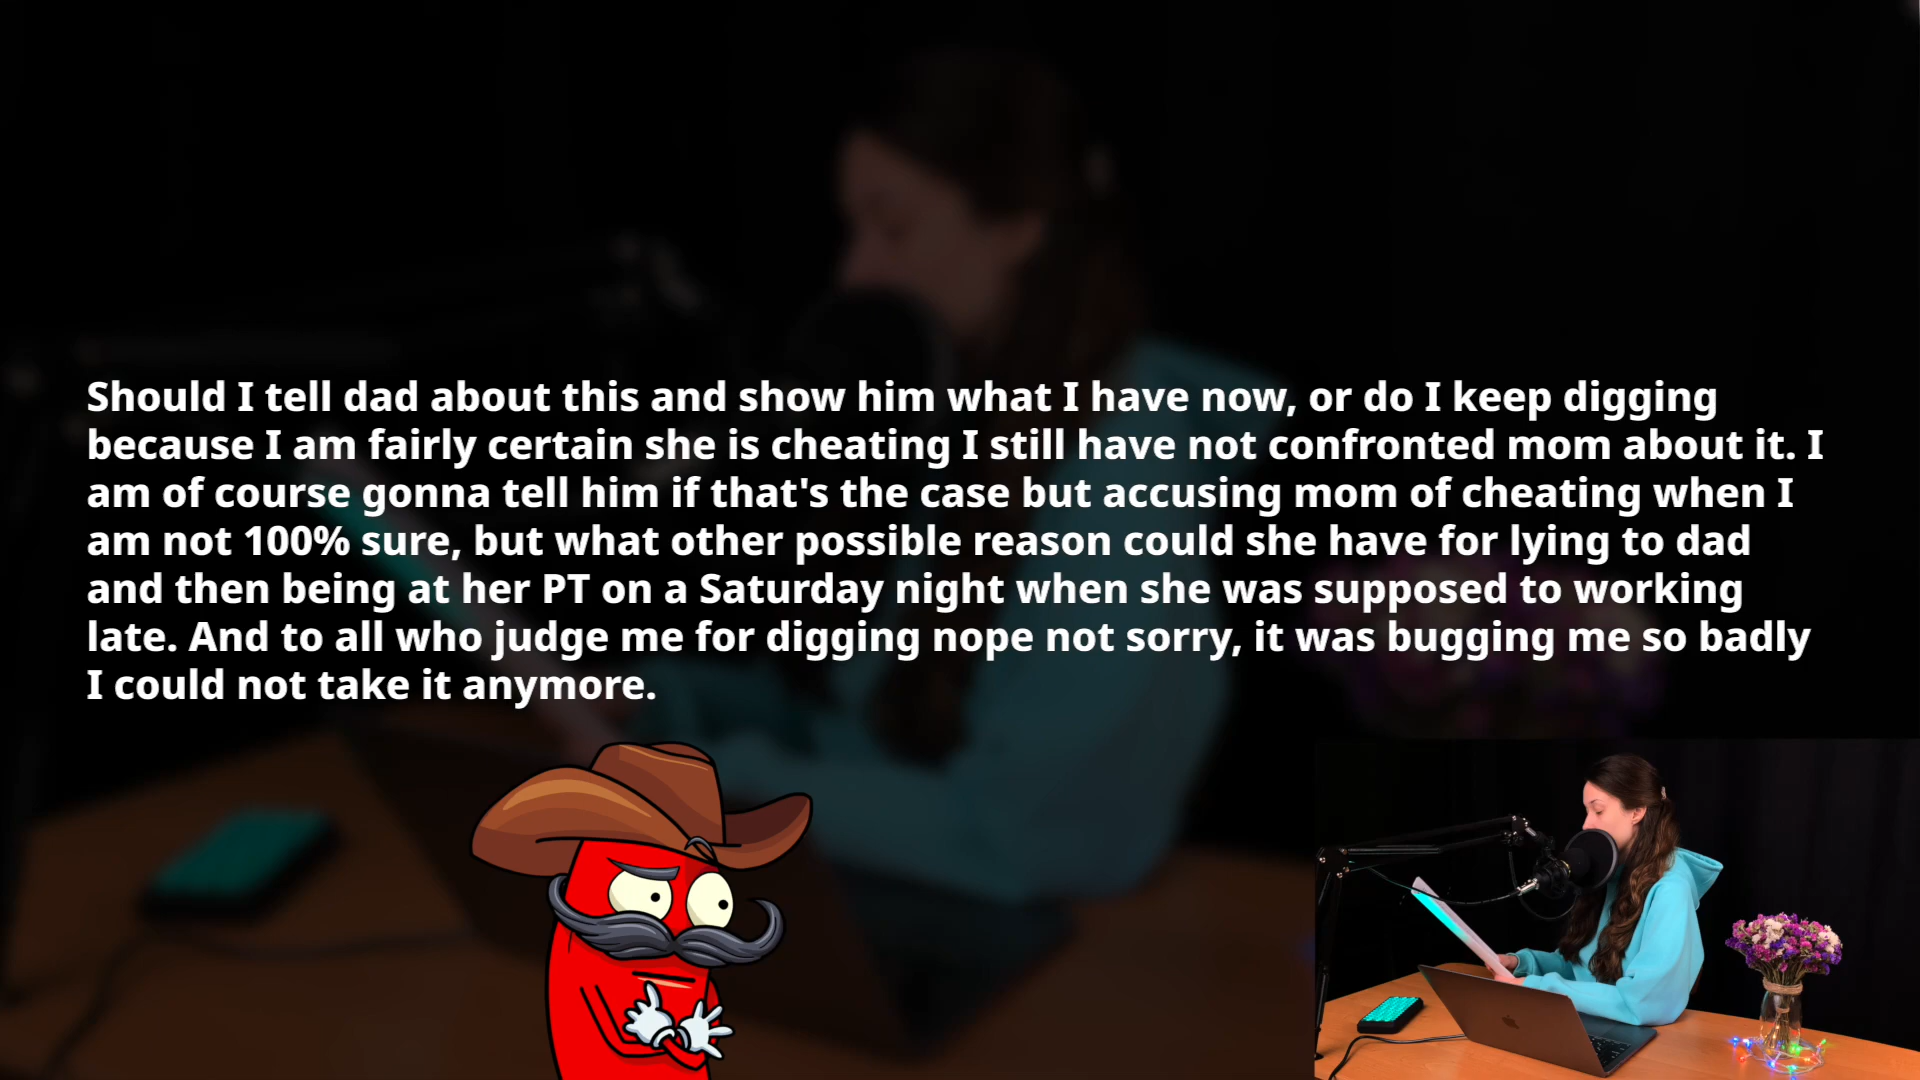 Should I tell dad about this and show him what I have now, or do I keep digging
because I am fairly certain she is cheating I still have not confronted mom about it. I
am of course gonna tell him if that's the case but accusing mom of cheating when I
am not 100% sure, but what other possible reason could she have for lying to dad
and then being at her PT on a Saturday night when she was supposed to working
late. And to all who judge me for digging nope not sorry, it was bugging me so badly
I could not take it anymore.